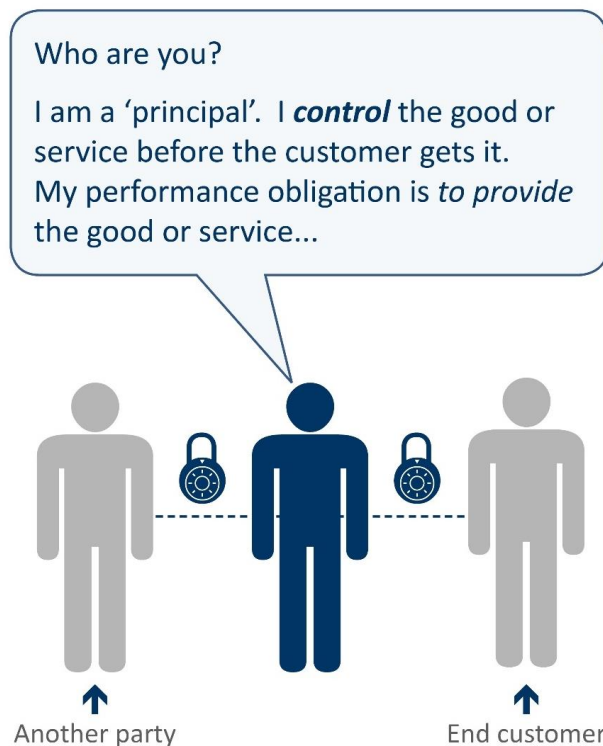 Who are you?
I am a ‘principal’.  I control the good or
service before the customer gets it.
My performance obligation is to provide
the good or service...
Another party
End customer